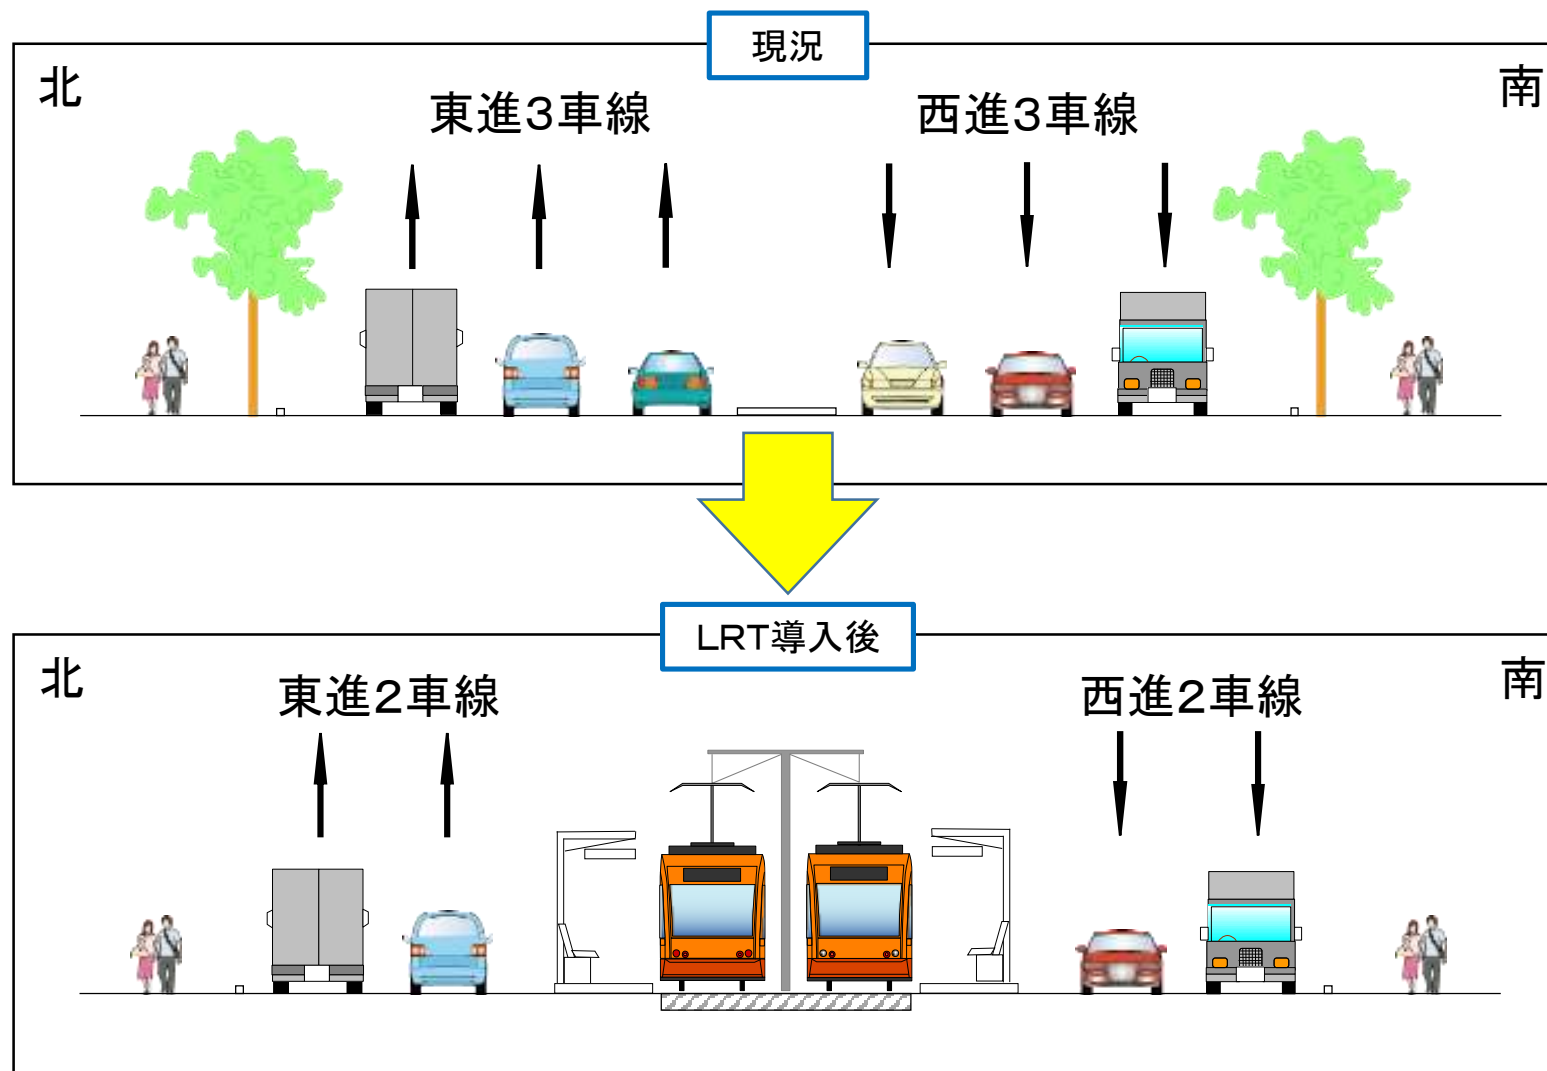 現況
北
南
東進3車線
西進3車線
LRT導入後
北
南
東進2車線
西進2車線